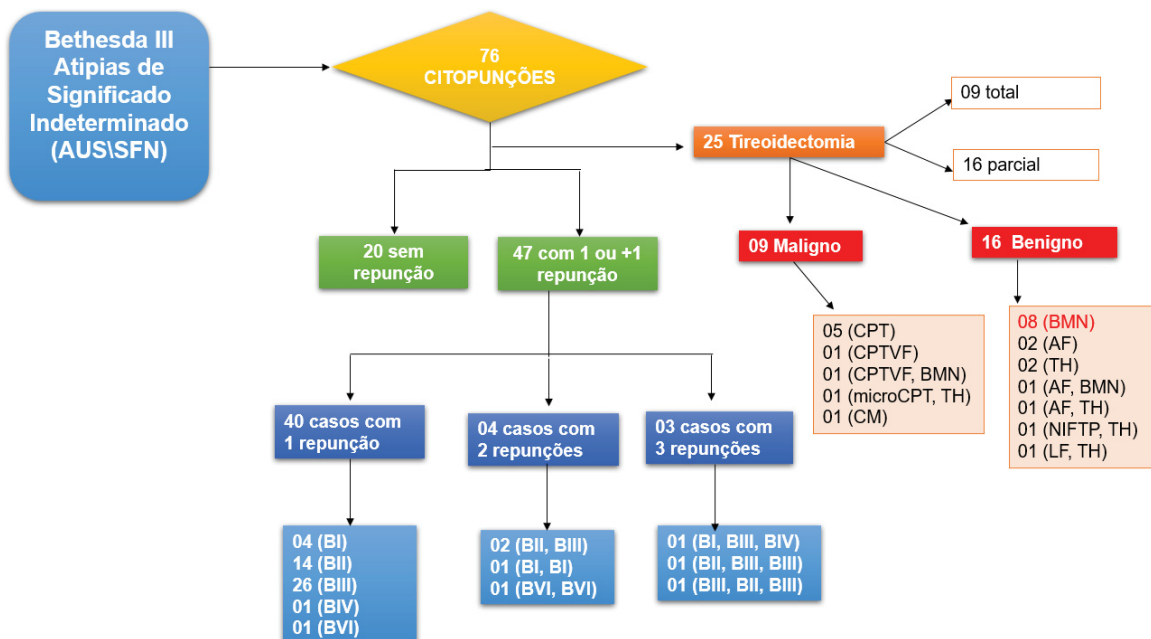 Bethesda III
Atipias de
Significado
Indeterminado
(AUS\SFN)
76
CITOPUNÇÕES
09 total
25 Tireoidectomia
16 parcial
20 sem
repunção
47 com 1 ou +1
repunção
09 Maligno
16 Benigno
05 (CPT)
01 (CPTVF)
01 (CPTVF, BMN)
01 (microCPT, TH)
01 (CM)
08 (BMN)
02 (AF)
02 (TH)
01 (AF, BMN)
01 (AF, TH)
01 (NIFTP, TH)
01 (LF, TH)
40 casos com
1 repunção
04 casos com
2 repunções
03 casos com
3 repunções
04 (BI)
14 (BII)
26 (BIII)
01 (BIV)
01 (BVI)
02 (BII, BIII)
01 (BI, BI)
01 (BVI, BVI)
01 (BI, BIII, BIV)
01 (BII, BIII, BIII)
01 (BIII, BII, BIII)